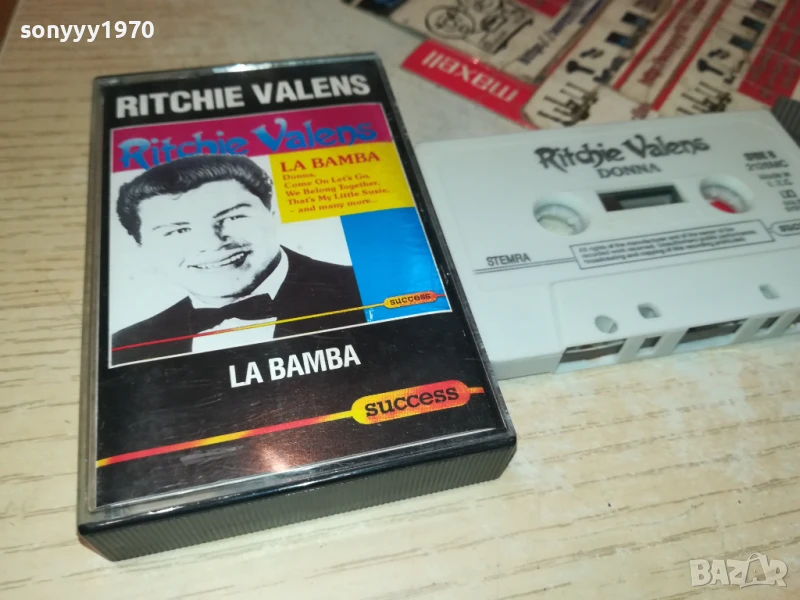 sonyyy1970
maxell
RITCHIE VALENS
Ritchie Valens
LA BAMBA
Donna,
Come On Let's Go,
We Belong Together,
That's My Little Susie,
- and many more...
success
LA BAMBA
success
Ritchie Valens
DONNA
STEMRA
BAZAR